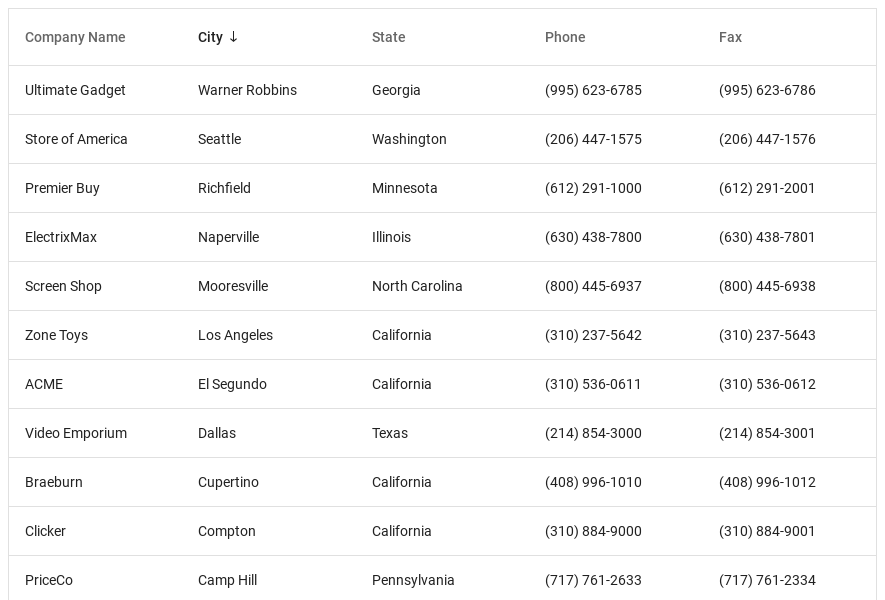 Company Name City ↓ State Phone Fax
Ultimate Gadget Warner Robbins Georgia (995) 623-6785 (995) 623-6786
Store of America Seattle Washington (206) 447-1575 (206) 447-1576
Premier Buy Richfield Minnesota (612) 291-1000 (612) 291-2001
ElectrixMax Naperville Illinois (630) 438-7800 (630) 438-7801
Screen Shop Mooresville North Carolina (800) 445-6937 (800) 445-6938
Zone Toys Los Angeles California (310) 237-5642 (310) 237-5643
ACME El Segundo California (310) 536-0611 (310) 536-0612
Video Emporium Dallas Texas (214) 854-3000 (214) 854-3001
Braeburn Cupertino California (408) 996-1010 (408) 996-1012
Clicker Compton California (310) 884-9000 (310) 884-9001
PriceCo Camp Hill Pennsylvania (717) 761-2633 (717) 761-2334